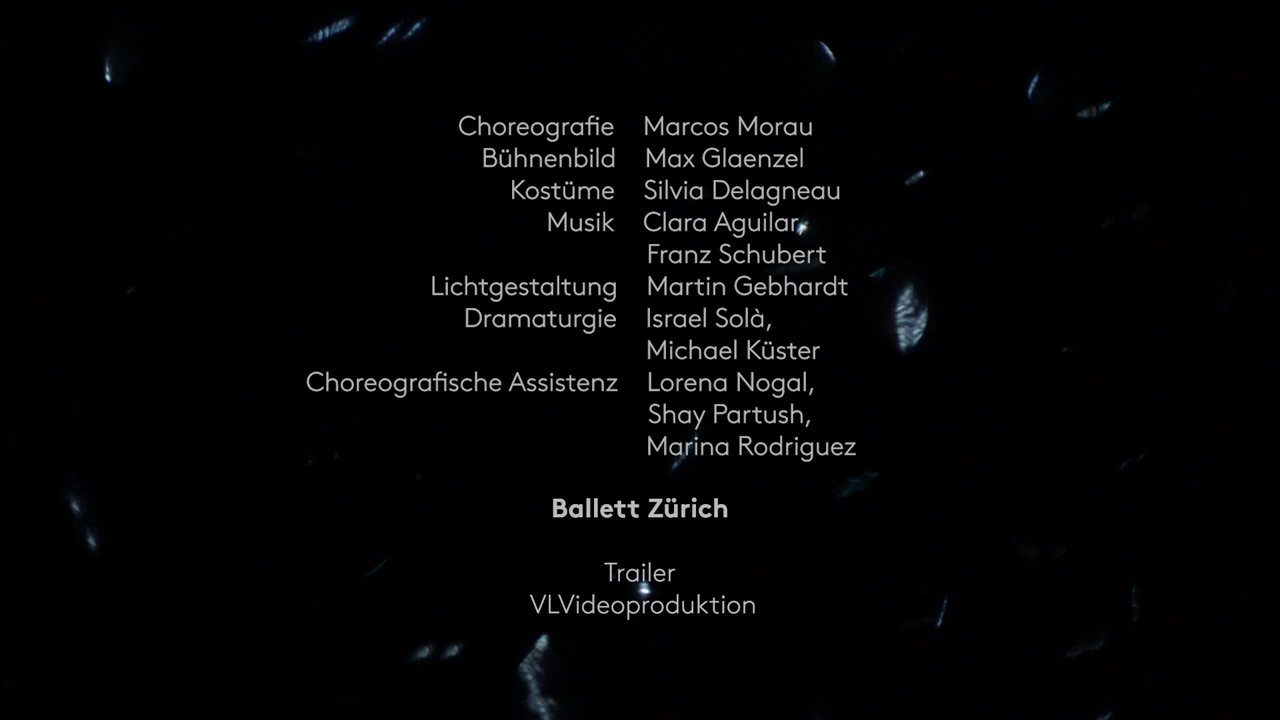 Choreografie Marcos Morau
Bühnenbild Max Glaenzel
Kostüme Silvia Delagneau
Musik Clara Aguilar,
Franz Schubert
Lichtgestaltung Martin Gebhardt
Dramaturgie Israel Solà,
Michael Küster
Choreografische Assistenz Lorena Nogal,
Shay Partush,
Marina Rodriguez
Ballett Zürich
Trailer
VLVideoproduktion